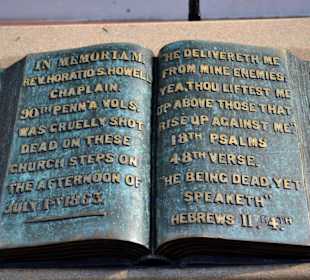 IN MEMORIAM
REV. HORATIO S. HOWELL
CHAPLAIN.
90TH PENN'A VOLS,
WAS CRUELLY SHOT
DEAD ON THESE
CHURCH STEPS ON
THE AFTERNOON OF
JULY 1ST 1863.
"HE DELIVERETH ME
FROM MINE ENEMIES
YEA, THOU LIFTEST ME
UP ABOVE THOSE THAT
RISE UP AGAINST ME"
18TH PSALMS
48TH VERSE.
"HE BEING DEAD, YET
SPEAKETH"
HEBREWS 11TH 4TH